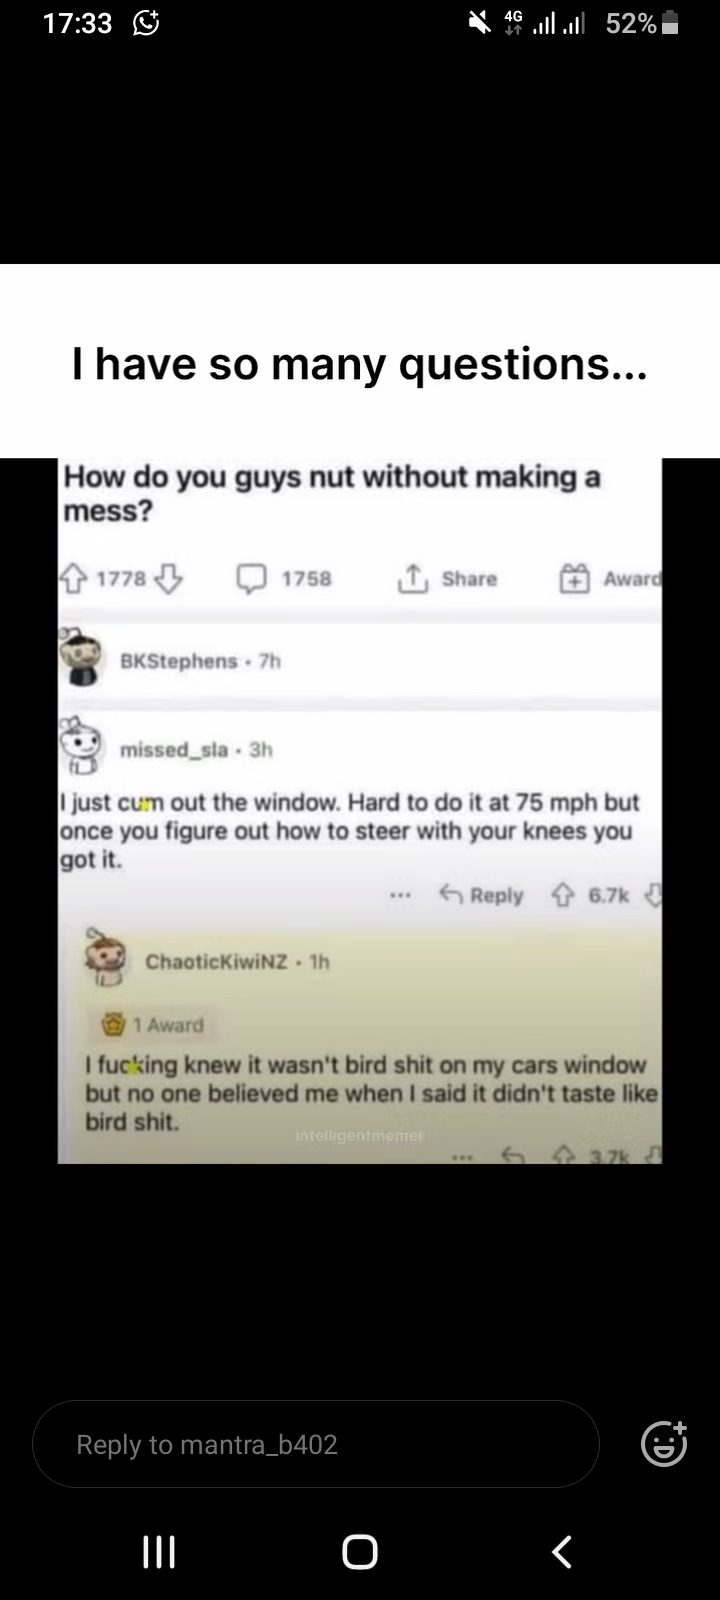 17:33 4G 52%
I have so many questions...
How do you guys nut without making a
mess?
1778 1758 Share Award
BKStephens • 7h
missed_sla • 3h
I just cum out the window. Hard to do it at 75 mph but
once you figure out how to steer with your knees you
got it.
... Reply 6.7k
ChaoticKiwiNZ • 1h
1 Award
I fucking knew it wasn't bird shit on my cars window
but no one believed me when I said it didn't taste like
bird shit.
intelligentmemer
... 3.7k
Reply to mantra_b402